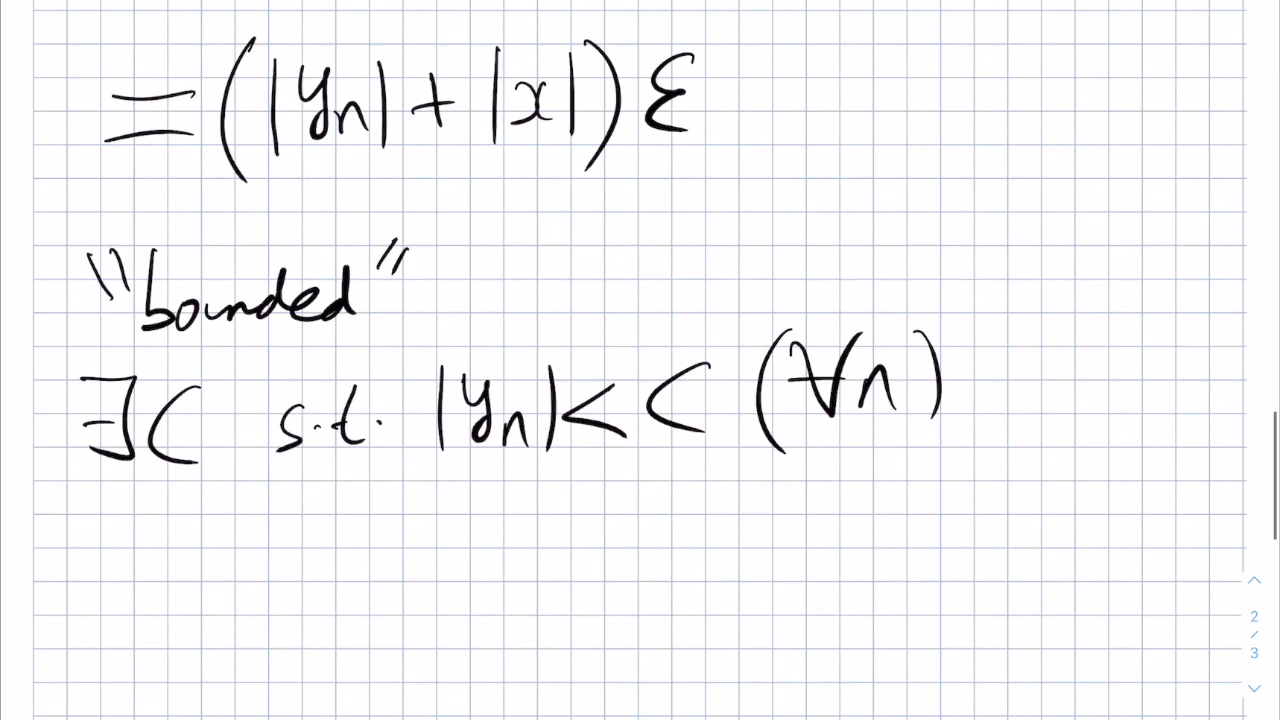 = (|yn| + |x|) ε
"bounded"
∃C s.t. |yn| < C (∀n)
2
/
3